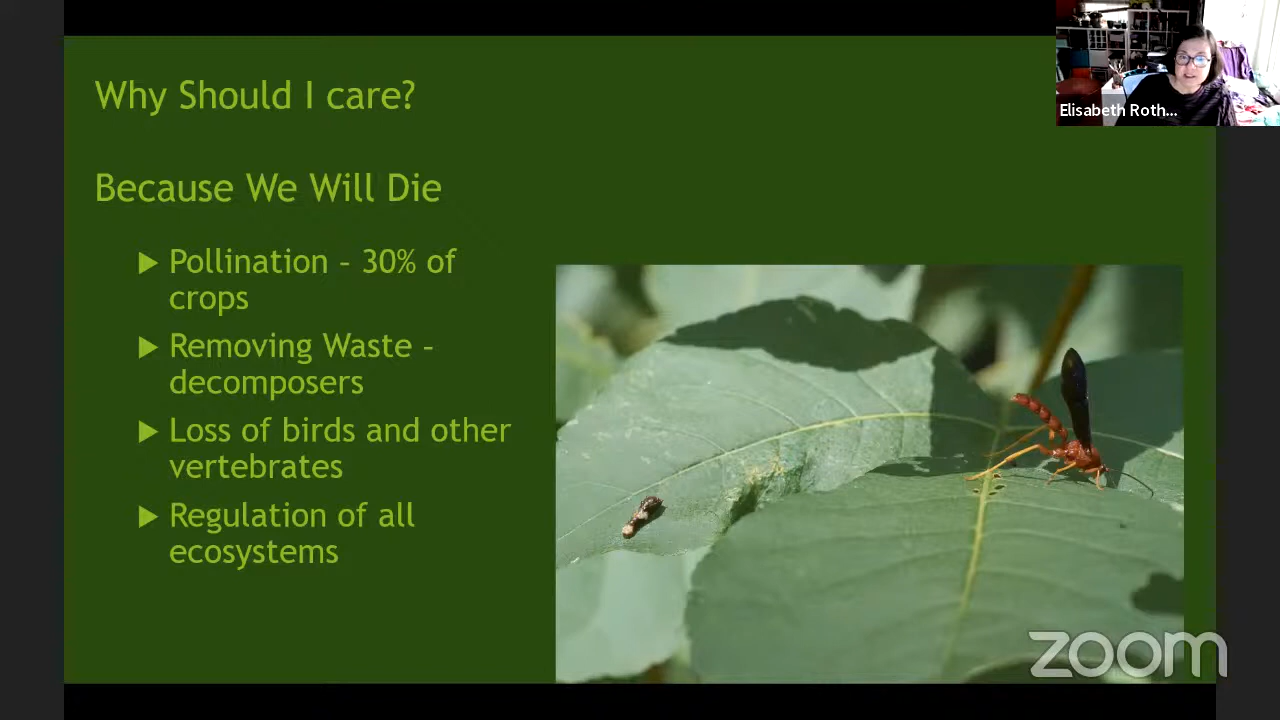 Why Should I care?
Elisabeth Roth...
Because We Will Die
Pollination – 30% of
crops
Removing Waste –
decomposers
Loss of birds and other
vertebrates
Regulation of all
ecosystems
zoom